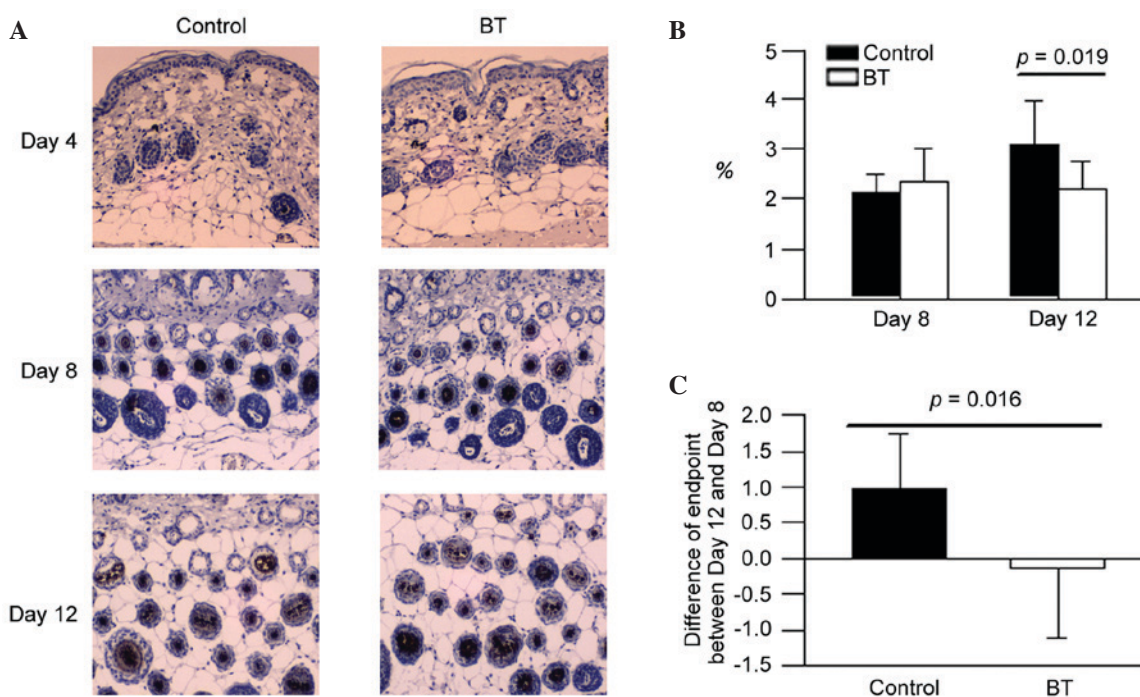 A
Control
BT
Day 4
Day 8
Day 12
B
5
4
3
2
1
0
%
Control
BT
p = 0.019
Day 8
Day 12
C
p = 0.016
Difference of endpoint
between Day 12 and Day 8
2.0
1.5
1.0
0.5
0.0
-0.5
-1.0
-1.5
Control
BT